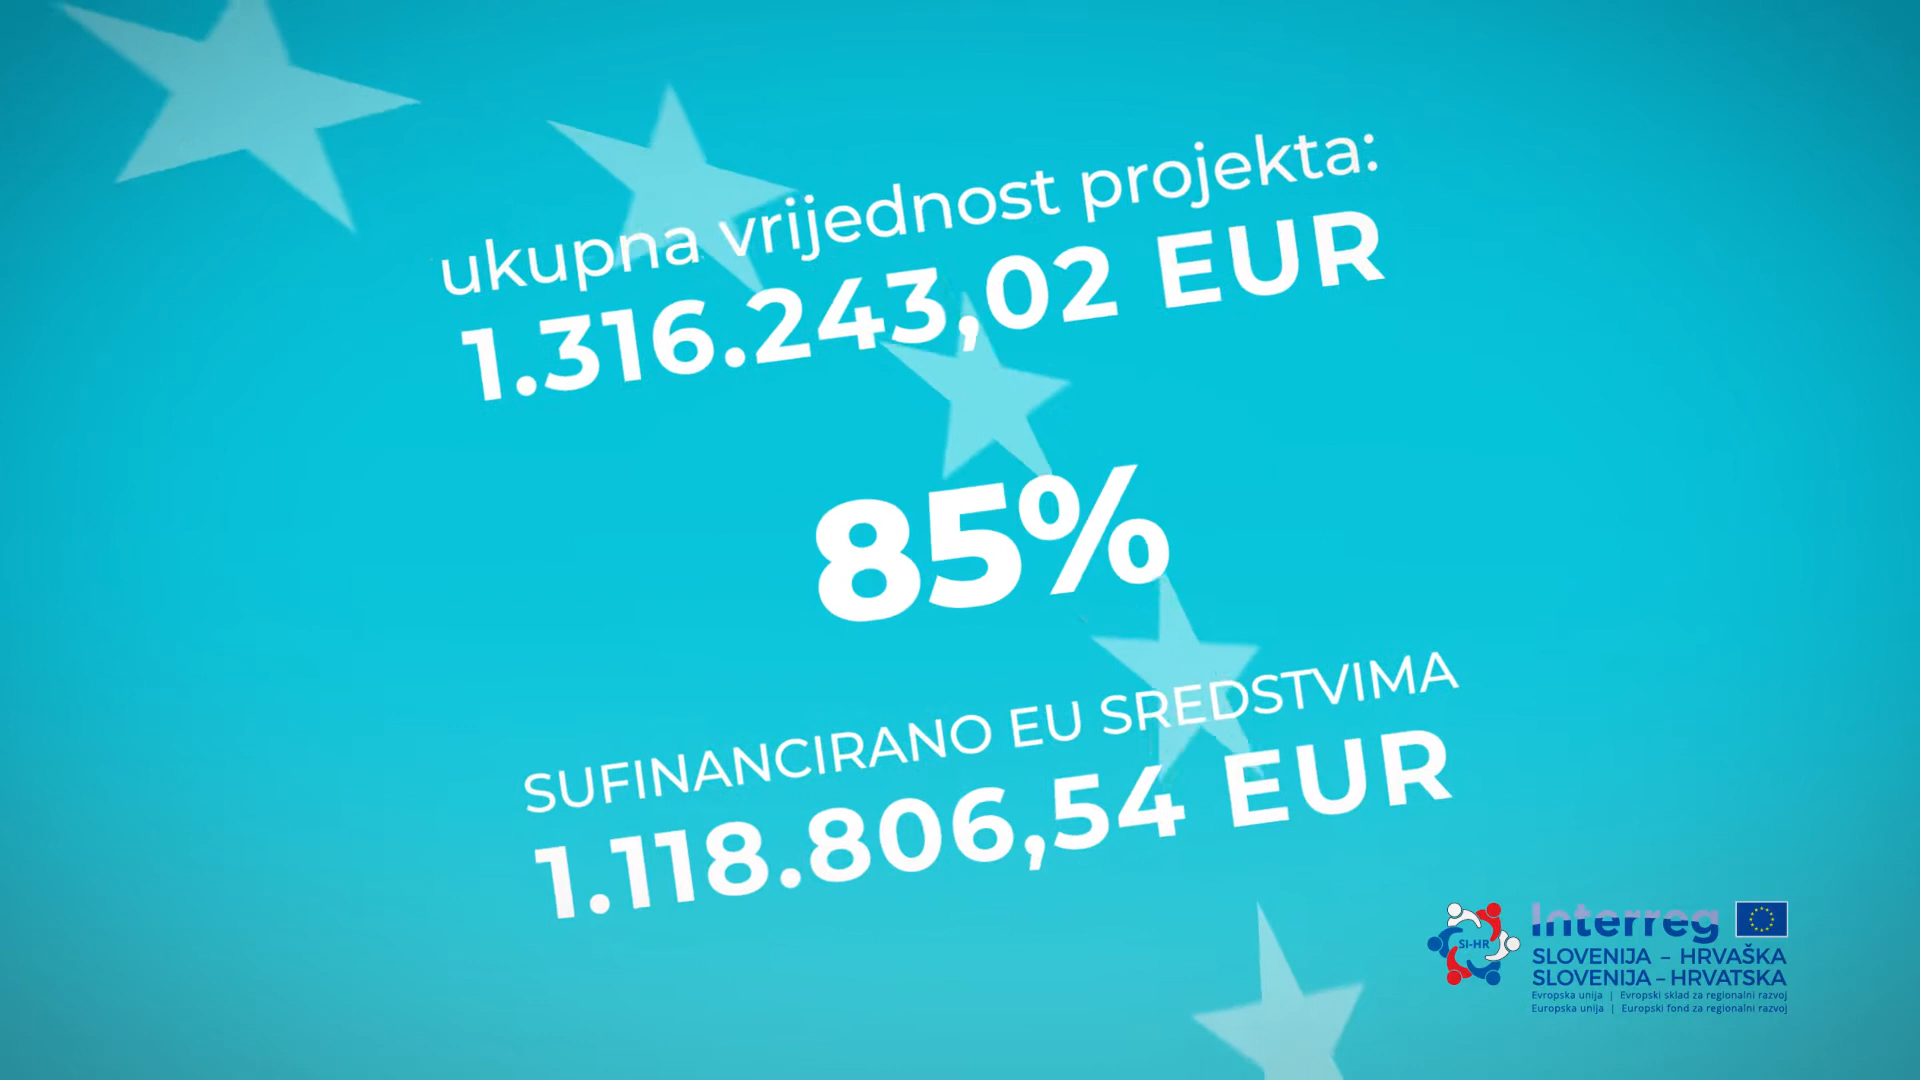 ukupna vrijednost projekta:
1.316.243,02 EUR
85%
SUFINANCIRANO EU SREDSTVIMA
1.118.806,54 EUR
SI-HR
Interreg
SLOVENIJA – HRVAŠKA
SLOVENIJA – HRVATSKA
Evropska unija | Evropski sklad za regionalni razvoj
Europska unija | Europski fond za regionalni razvoj